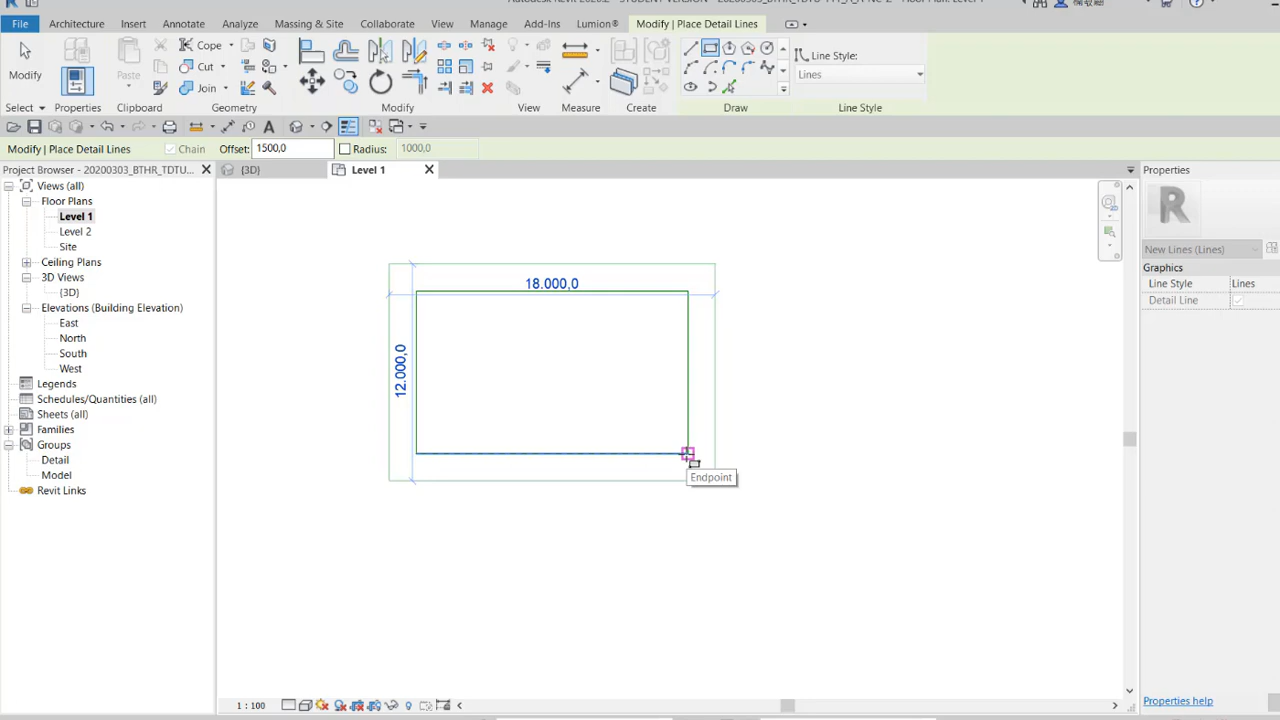 File
Architecture
Insert
Annotate
Analyze
Massing & Site
Collaborate
View
Manage
Add-Ins
Lumion®
Modify | Place Detail Lines
Modify
Paste
Cope
Cut
Join
Line Style:
Lines
Select
Properties
Clipboard
Geometry
Modify
View
Measure
Create
Draw
Line Style
Modify | Place Detail Lines
Chain
Offset:
1500,0
Radius:
1000,0
Project Browser - 20200303_BTHR_TDTU...
{3D}
Level 1
Properties
Views (all)
Floor Plans
Level 1
Level 2
Site
Ceiling Plans
3D Views
{3D}
Elevations (Building Elevation)
East
North
South
West
Legends
Schedules/Quantities (all)
Sheets (all)
Families
Groups
Detail
Model
Revit Links
18.000,0
12.000,0
Endpoint
New Lines (Lines)
Graphics
Line Style
Lines
Detail Line
1 : 100
Properties help